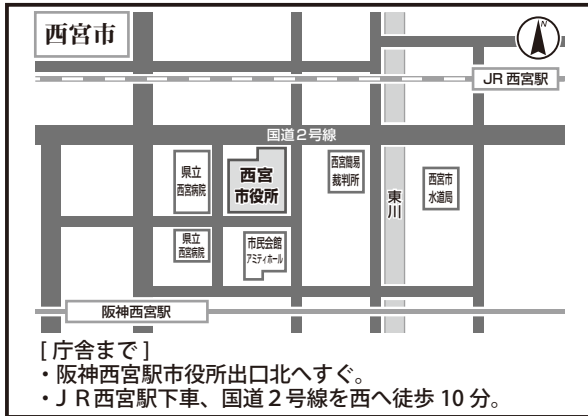 西宮市
N
JR 西宮駅
国道2号線
県立
西宮病院
西宮
市役所
西宮簡易
裁判所
東川
西宮市
水道局
県立
西宮病院
市民会館
アミティホール
阪神西宮駅
[ 庁舎まで ]
・阪神西宮駅市役所出口北へすぐ。
・ＪＲ西宮駅下車、国道２号線を西へ徒歩 10 分。